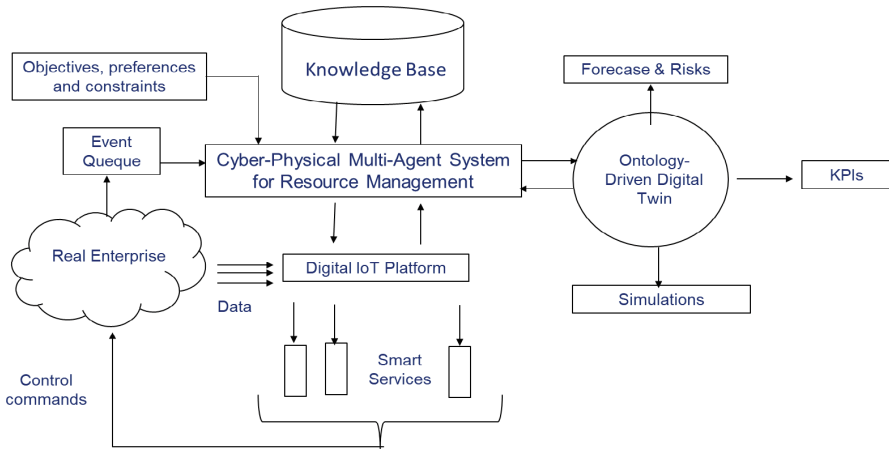 Objectives, preferences
and constraints
Knowledge Base
Forecase & Risks
Event
Queque
Cyber-Physical Multi-Agent System
for Resource Management
Ontology-
Driven Digital
Twin
KPIs
Real Enterprise
Digital IoT Platform
Data
Simulations
Smart
Services
Control
commands